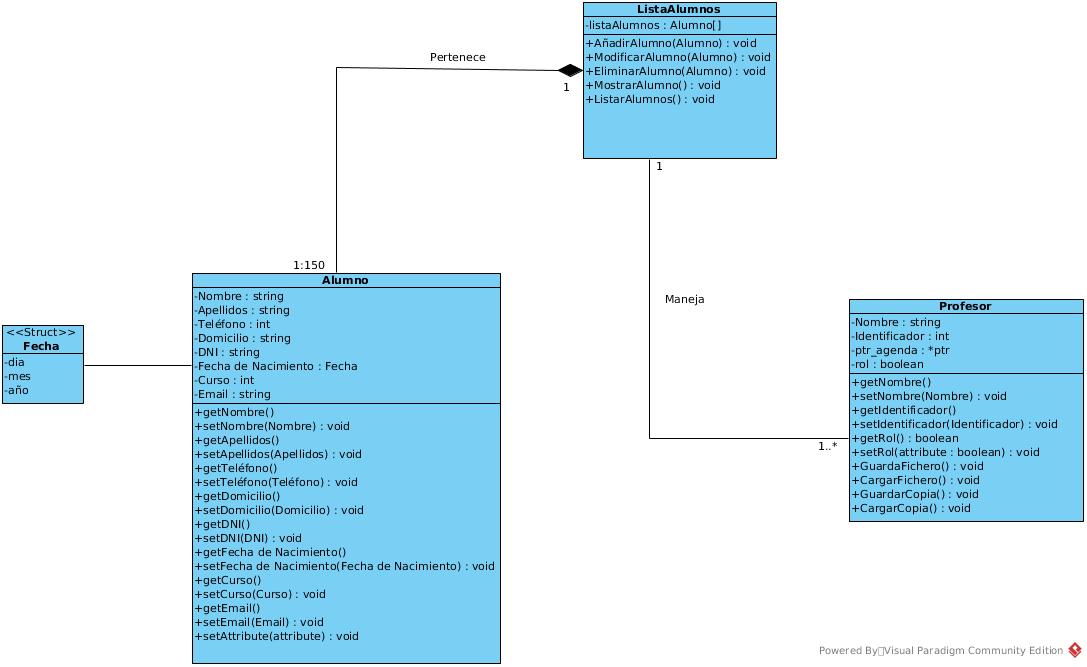 ListaAlumnos
-listaAlumnos : Alumno[]
+AñadirAlumno(Alumno) : void
+ModificarAlumno(Alumno) : void
+EliminarAlumno(Alumno) : void
+MostrarAlumno() : void
+ListarAlumnos() : void
Pertenece
1
1
1:150
Maneja
1..*
<<Struct>>
Fecha
-dia
-mes
-año
Alumno
-Nombre : string
-Apellidos : string
-Teléfono : int
-Domicilio : string
-DNI : string
-Fecha de Nacimiento : Fecha
-Curso : int
-Email : string
+getNombre()
+setNombre(Nombre) : void
+getApellidos()
+setApellidos(Apellidos) : void
+getTeléfono()
+setTeléfono(Teléfono) : void
+getDomicilio()
+setDomicilio(Domicilio) : void
+getDNI()
+setDNI(DNI) : void
+getFecha de Nacimiento()
+setFecha de Nacimiento(Fecha de Nacimiento) : void
+getCurso()
+setCurso(Curso) : void
+getEmail()
+setEmail(Email) : void
+setAttribute(attribute) : void
Profesor
-Nombre : string
-Identificador : int
-ptr_agenda : *ptr
-rol : boolean
+getNombre()
+setNombre(Nombre) : void
+getIdentificador()
+setIdentificador(Identificador) : void
+getRol() : boolean
+setRol(attribute : boolean) : void
+GuardaFichero() : void
+CargarFichero() : void
+GuardarCopia() : void
+CargarCopia() : void
Powered By Visual Paradigm Community Edition